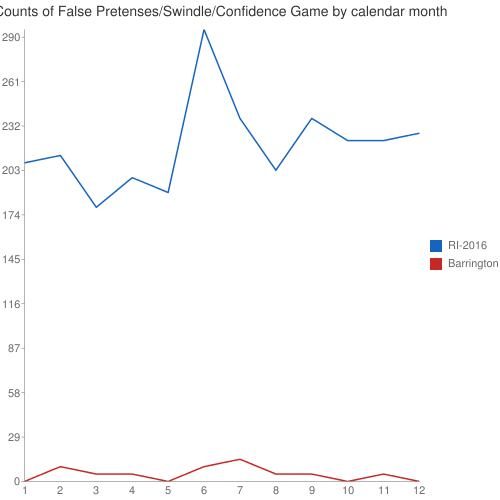 Counts of False Pretenses/Swindle/Confidence Game by calendar month
290
261
232
203
174
145
116
87
58
29
0
1 2 3 4 5 6 7 8 9 10 11 12
RI-2016
Barrington